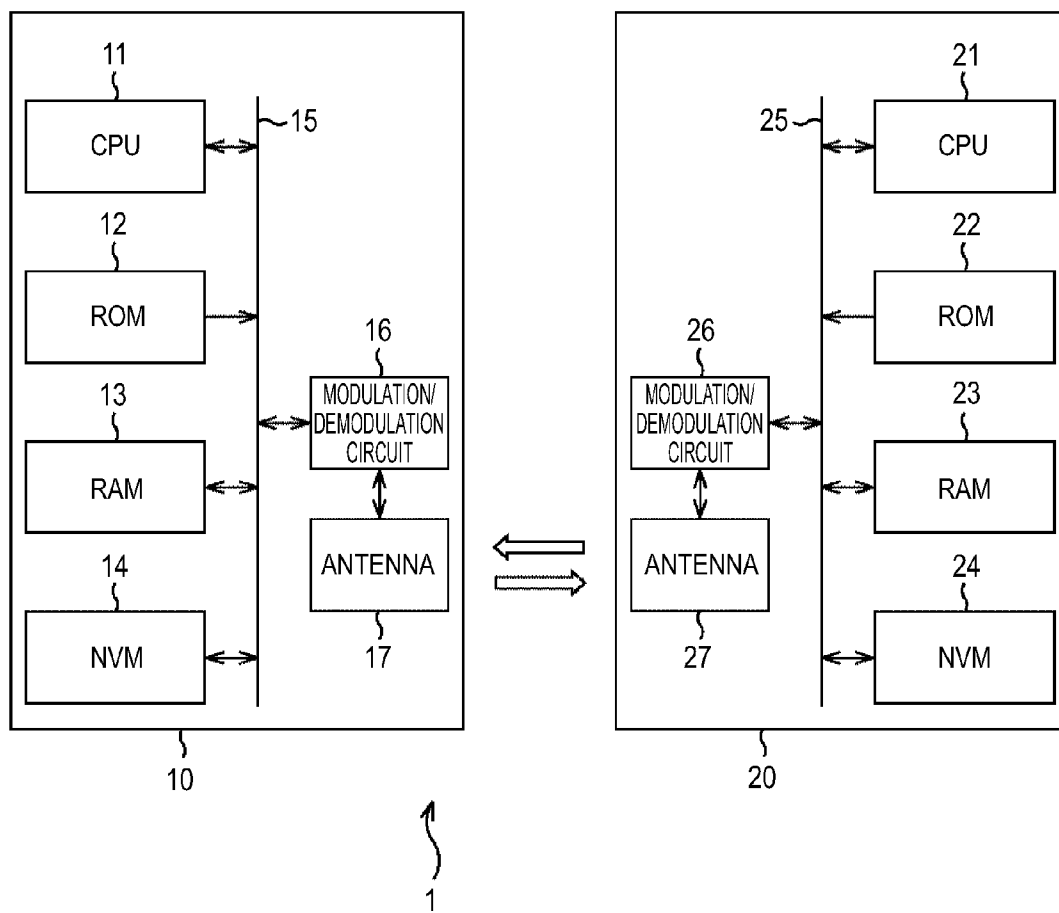 11
CPU
15
12
ROM
13
RAM
14
NVM
16
MODULATION/
DEMODULATION
CIRCUIT
ANTENNA
17
10
21
25
CPU
22
ROM
26
MODULATION/
DEMODULATION
CIRCUIT
23
RAM
ANTENNA
27
24
NVM
20
1